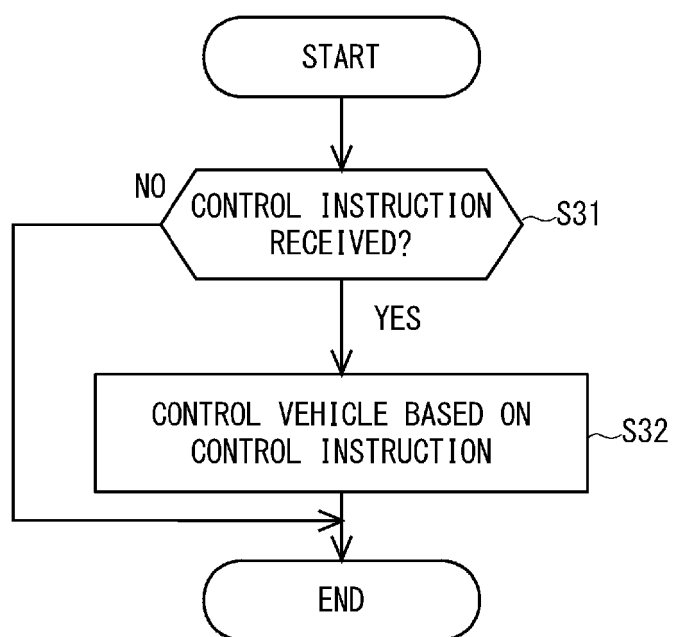 START
NO
CONTROL INSTRUCTION
RECEIVED?
S31
YES
CONTROL VEHICLE BASED ON
CONTROL INSTRUCTION
S32
END